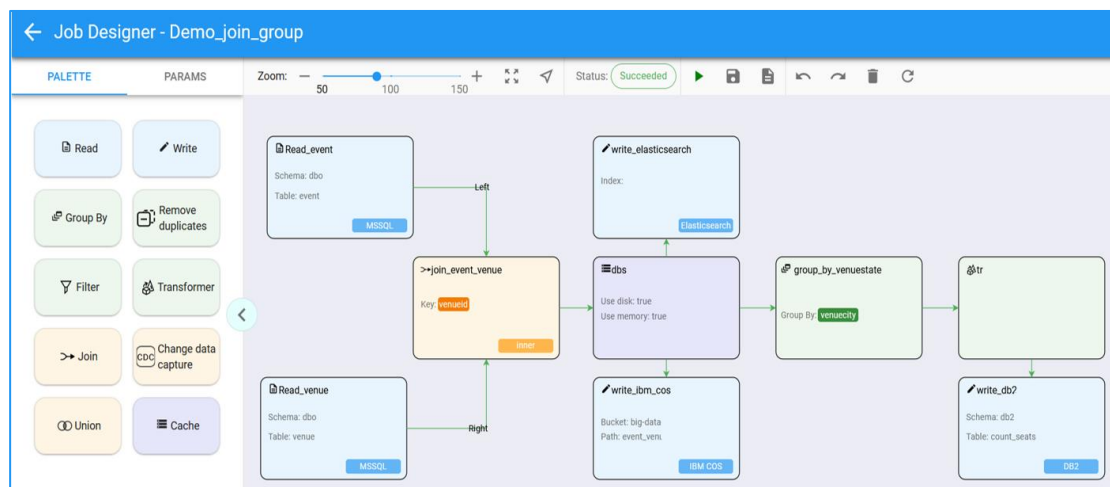 Job Designer - Demo_join_group
PALETTE
PARAMS
Zoom:
50
100
150
Status: Succeeded
Read
Write
Group By
Remove
duplicates
Filter
Transformer
Join
CDC
Change data
capture
Union
Cache
Read_event
Schema: dbo
Table: event
MSSQL
Left
write_elasticsearch
Index:
Elasticsearch
join_event_venue
Key: venueid
Inner
dbs
Use disk: true
Use memory: true
group_by_venuestate
Group By: venuecity
tr
Read_venue
Schema: dbo
Table: venue
MSSQL
Right
write_ibm_cos
Bucket: big-data
Path: event_venu
IBM COS
write_db2
Schema: db2
Table: count_seats
DB2